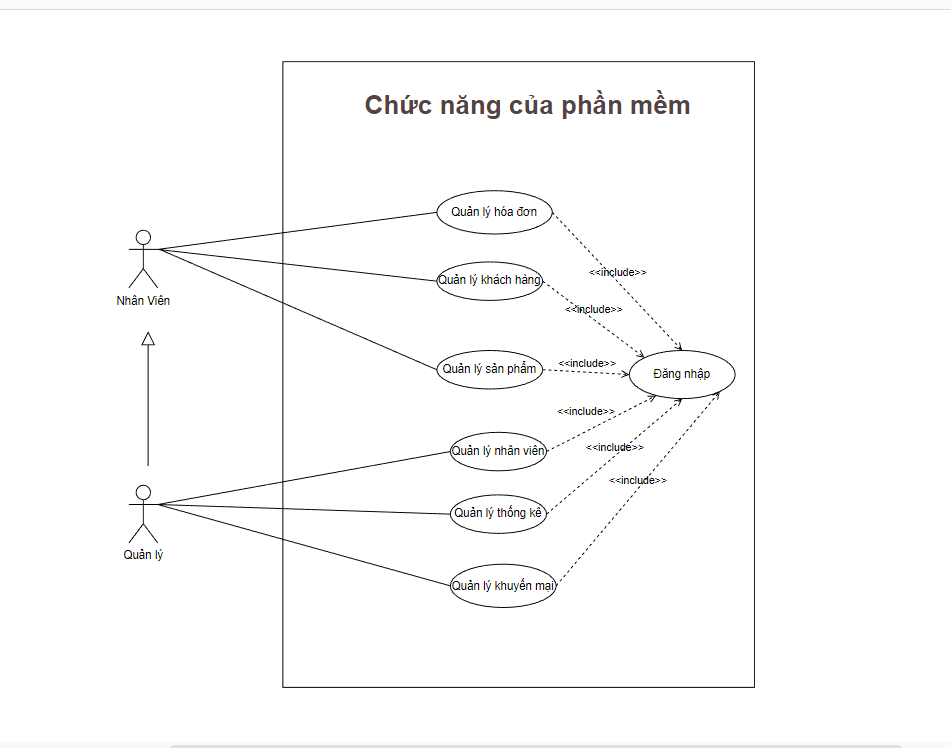 Chức năng của phần mềm
Quản lý hóa đơn
<<include>>
Quản lý khách hàng
Nhân Viên
<<include>>
Quản lý sản phẩm
<<include>>
Đăng nhập
<<include>>
Quản lý nhân viên
<<include>>
<<include>>
Quản lý thống kê
Quản lý
Quản lý khuyến mại